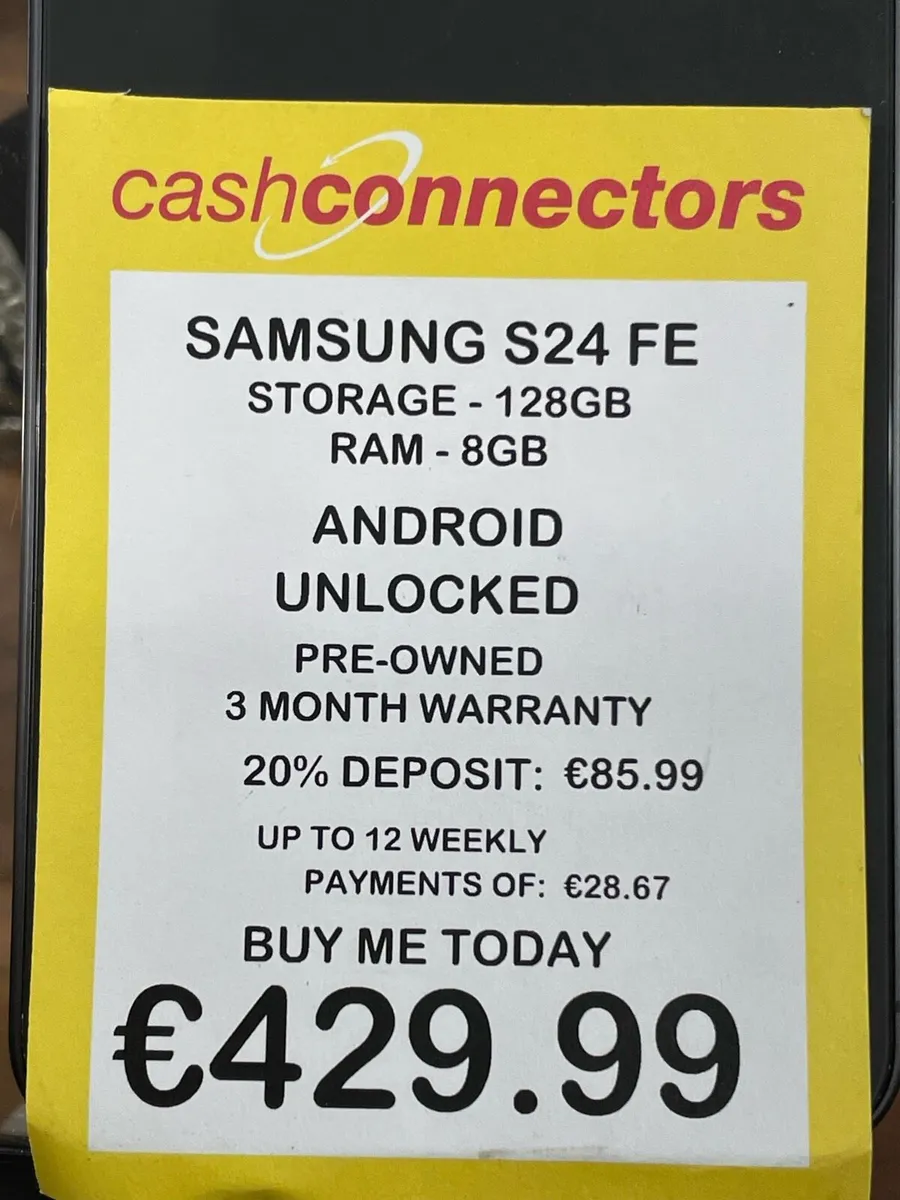 cashconnectors
SAMSUNG S24 FE
STORAGE - 128GB
RAM - 8GB
ANDROID
UNLOCKED
PRE-OWNED
3 MONTH WARRANTY
20% DEPOSIT: €85.99
UP TO 12 WEEKLY
PAYMENTS OF: €28.67
BUY ME TODAY
€429.99